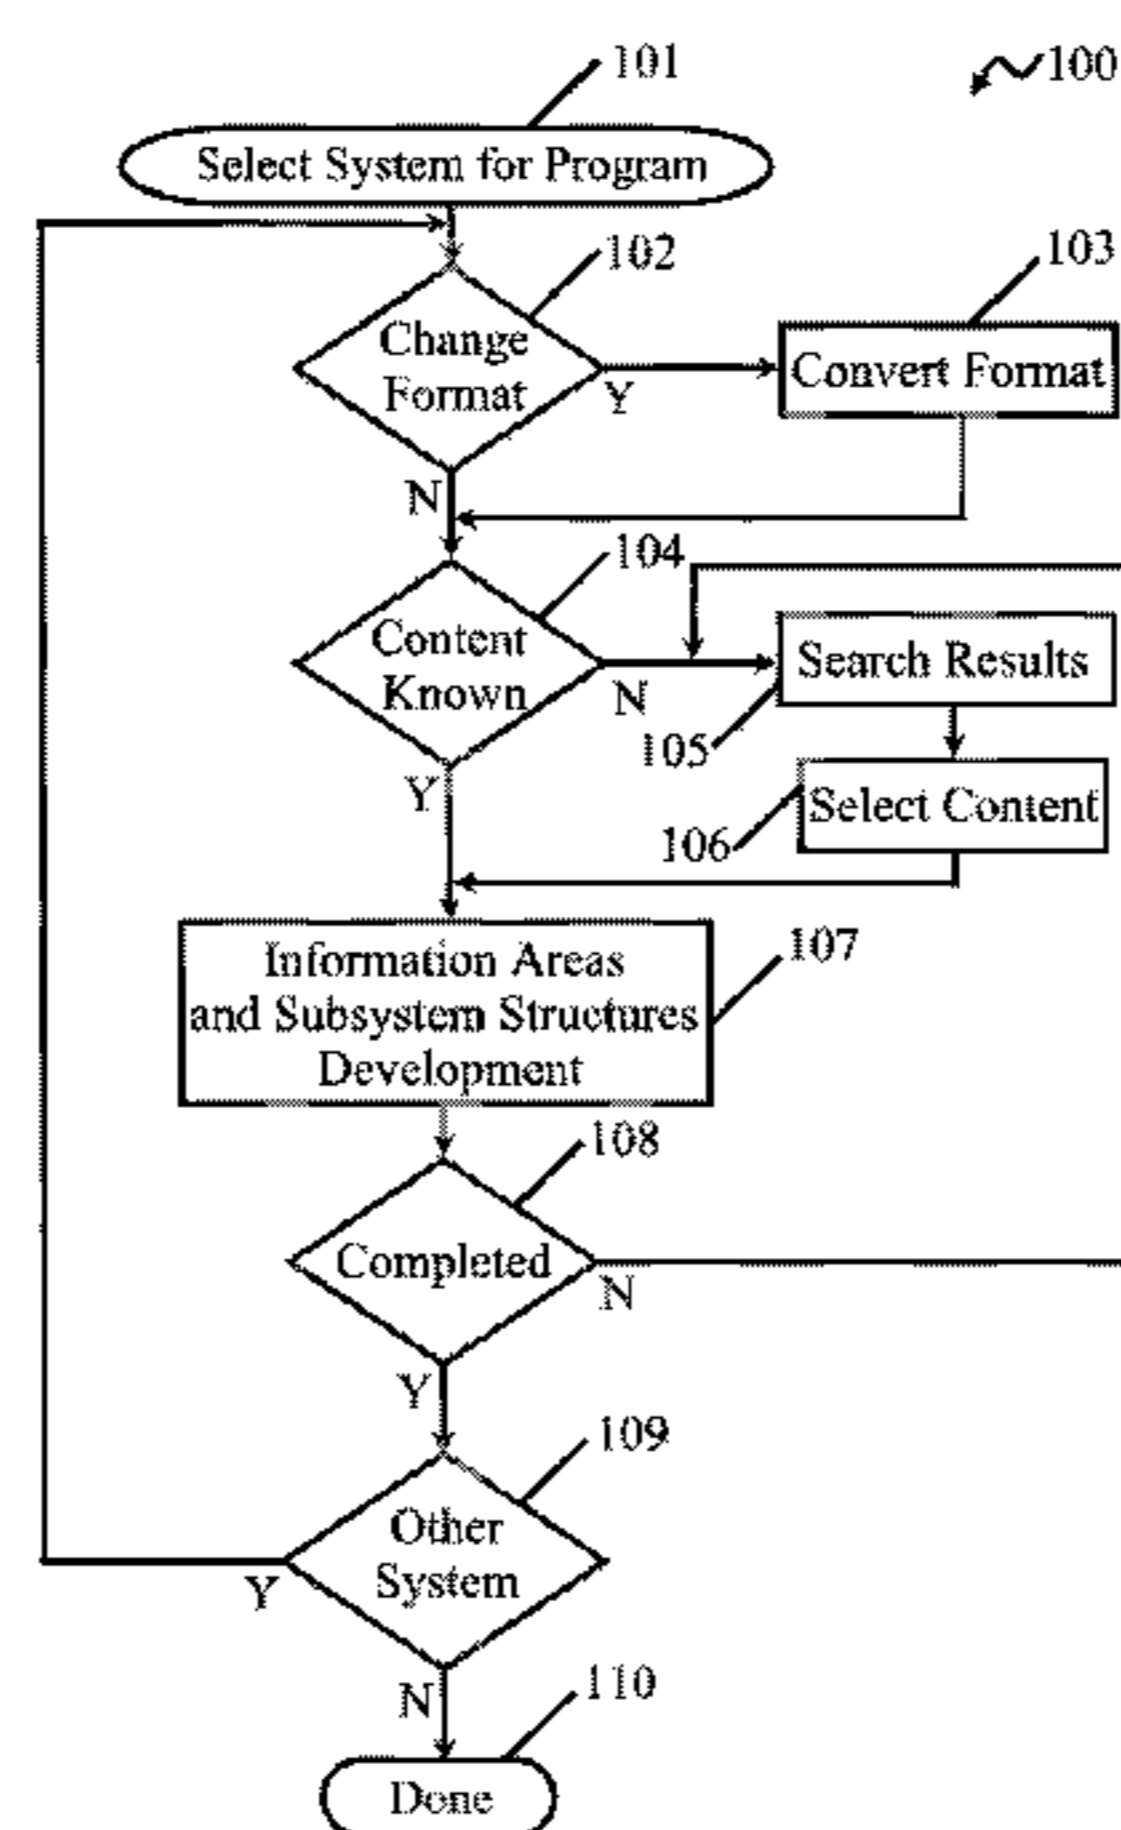 101
100
Select System for Program
102
103
Change
Format
Convert Format
Y
N
104
Content
Known
Search Results
N
105
Y
Select Content
106
107
Information Areas
and Subsystem Structures
Development
108
Completed
N
Y
109
Other
System
Y
N
110
Done